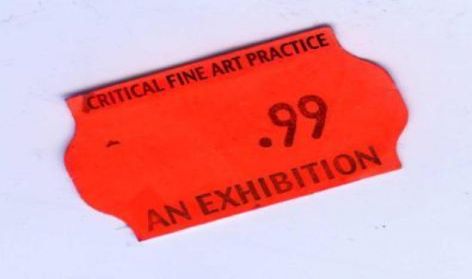 CRITICAL FINE ART PRACTICE
.99
AN EXHIBITION